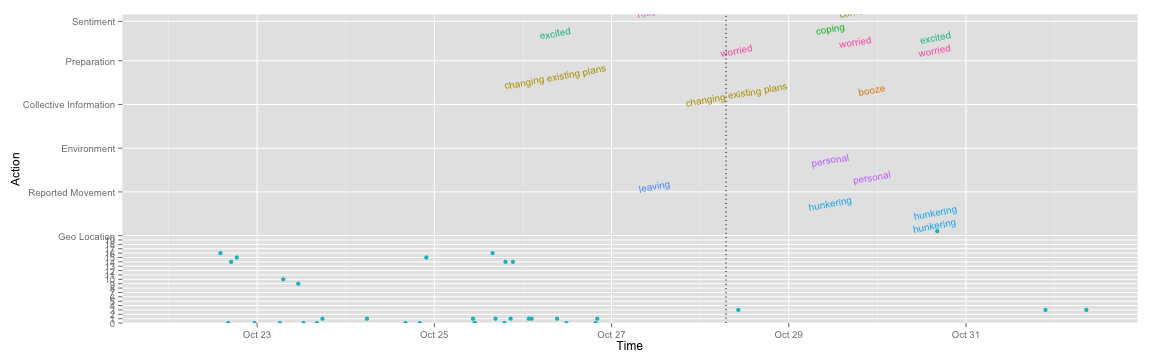 Sentiment
excited
coping
worried
excited
worried
worried
Preparation
changing existing plans
changing existing plans
booze
Collective Information
Environment
personal
personal
Reported Movement
leaving
hunkering
hunkering
hunkering
Geo Location
Action
0
Oct 23
Oct 25
Oct 27
Oct 29
Oct 31
Time